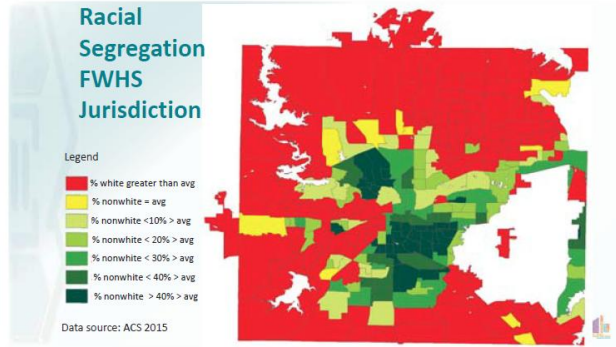 Racial
Segregation
FWHS
Jurisdiction
Legend
% white greater than avg
% nonwhite = avg
% nonwhite <10% > avg
% nonwhite < 20% > avg
% nonwhite < 30% > avg
% nonwhite < 40% > avg
% nonwhite > 40% > avg
Data source: ACS 2015